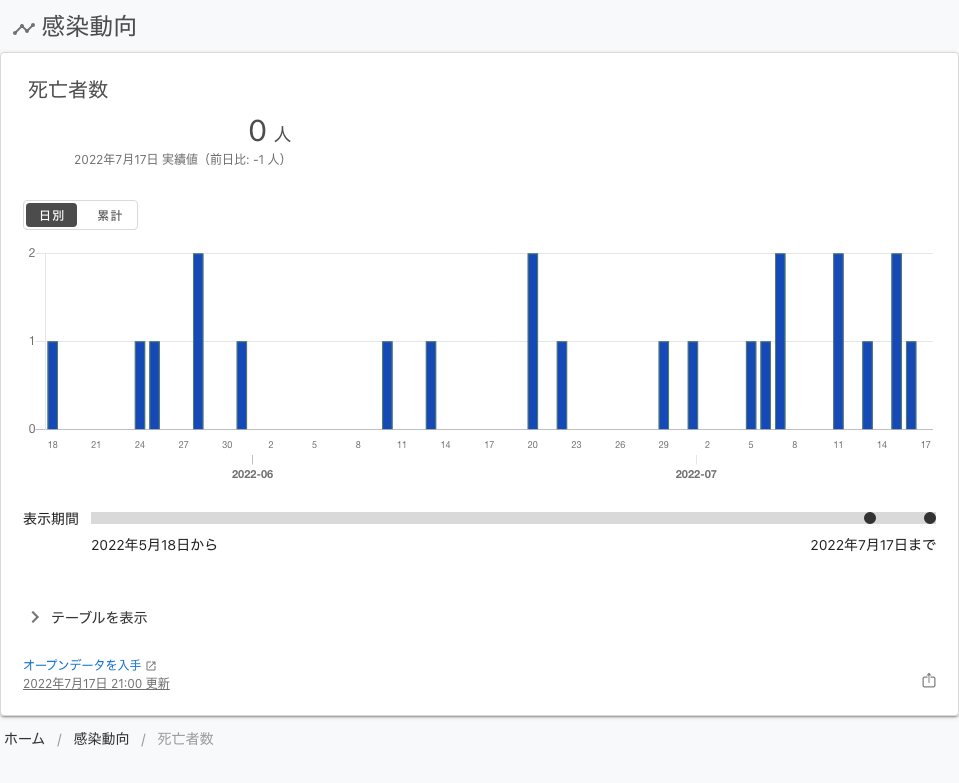 感染動向
死亡者数
0 人
2022年7月17日 実績値（前日比: -1 人）
日別 累計
2
1
0
18 21 24 27 30 2 5 8 11 14 17 20 23 26 29 2 5 8 11 14 17
2022-06 2022-07
表示期間
2022年5月18日から 2022年7月17日まで
テーブルを表示
オープンデータを入手
2022年7月17日 21:00 更新
ホーム / 感染動向 / 死亡者数